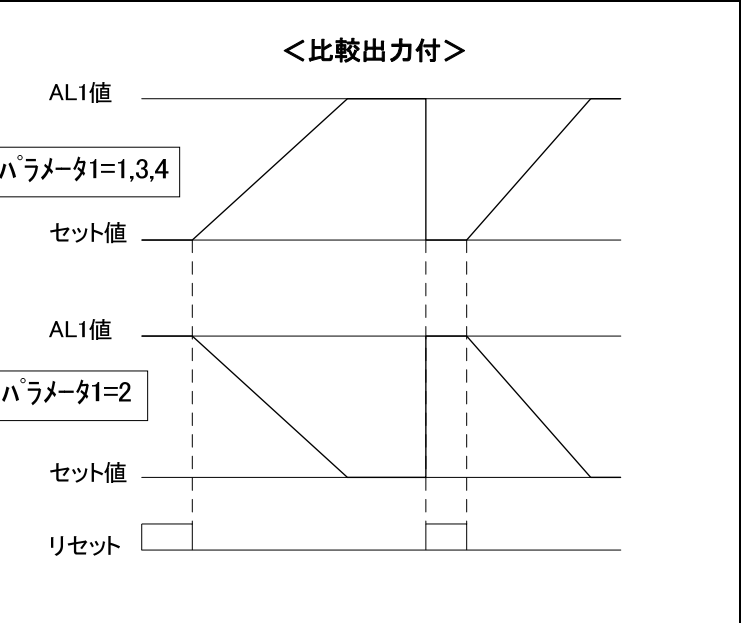 ＜比較出力付＞
AL1値
ﾊﾟﾗﾒｰﾀ1=1,3,4
セット値
AL1値
ﾊﾟﾗﾒｰﾀ1=2
セット値
リセット